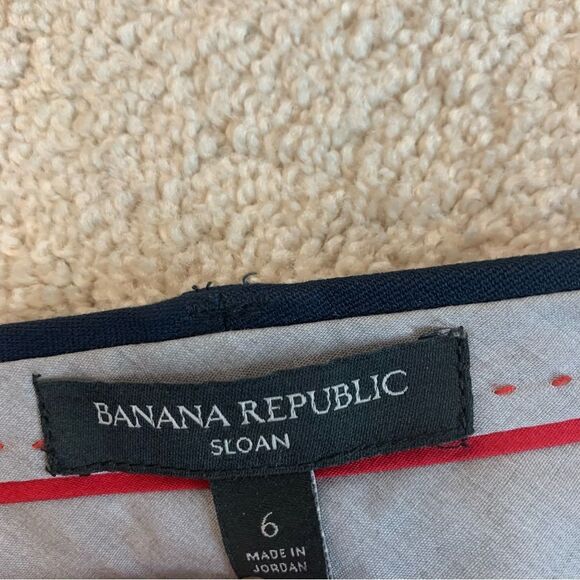 BANANA REPUBLIC
SLOAN
6
MADE IN
JORDAN